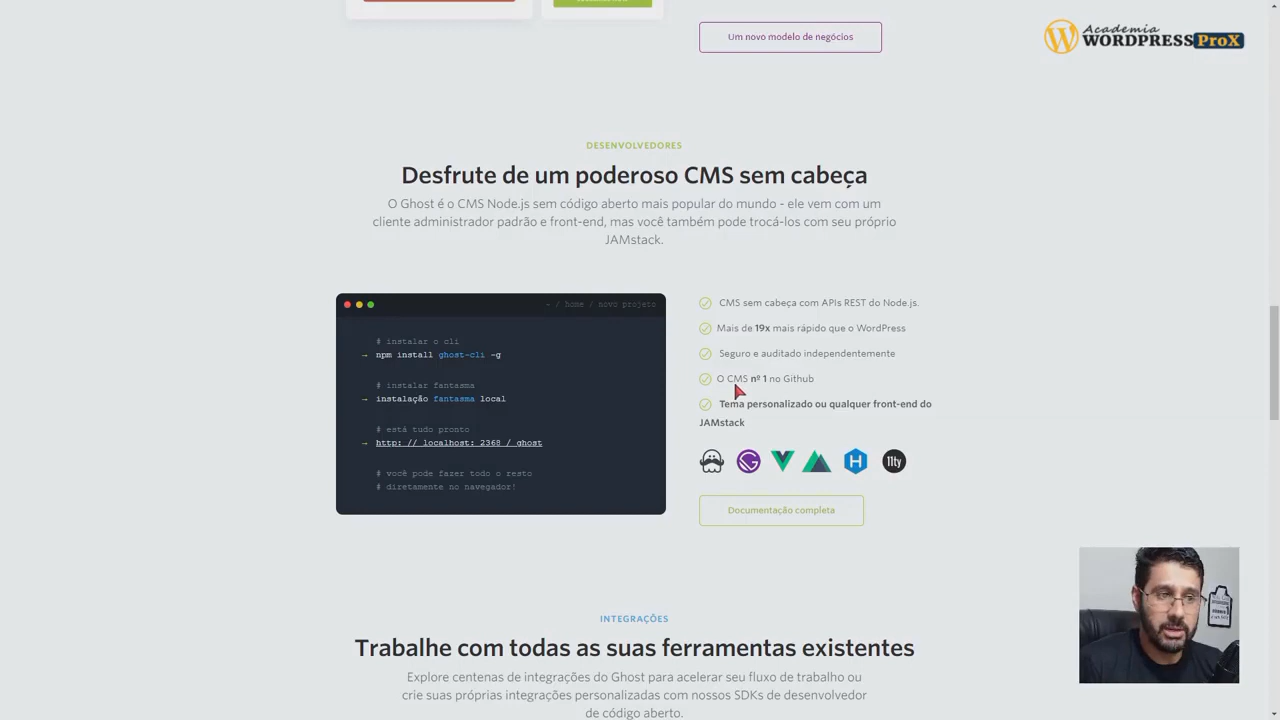 Um novo modelo de negócios
Academia
WORDPRESS ProX
DESENVOLVEDORES
Desfrute de um poderoso CMS sem cabeça
O Ghost é o CMS Node.js sem código aberto mais popular do mundo - ele vem com um
cliente administrador padrão e front-end, mas você também pode trocá-los com seu próprio
JAMstack.
~ / home / novo projeto
# instalar o cli
→ npm install ghost-cli -g
# instalar fantasma
→ instalação fantasma local
# está tudo pronto
→ http: // localhost: 2368 / ghost
# você pode fazer todo o resto
# diretamente no navegador!
CMS sem cabeça com APIs REST do Node.js.
Mais de 19x mais rápido que o WordPress
Seguro e auditado independentemente
O CMS nº 1 no Github
Tema personalizado ou qualquer front-end do
JAMstack
11ty
Documentação completa
INTEGRAÇÕES
Trabalhe com todas as suas ferramentas existentes
Explore centenas de integrações do Ghost para acelerar seu fluxo de trabalho ou
crie suas próprias integrações personalizadas com nossos SDKs de desenvolvedor
de código aberto.